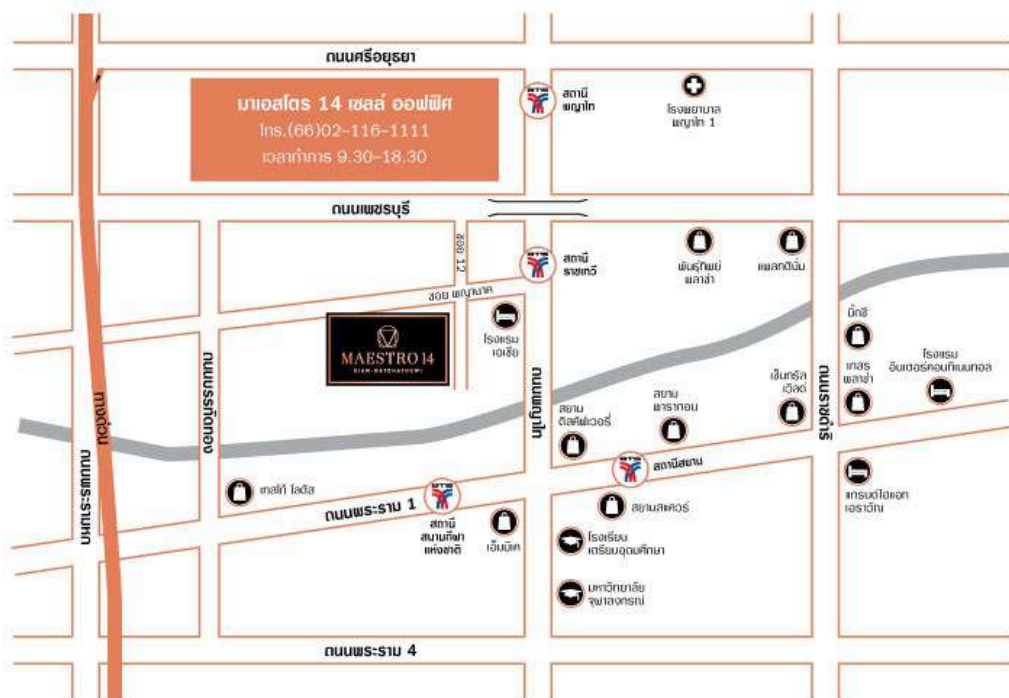 ถนนศรีอยุธยา
มาเอสโตร 14 เซลล์ ออฟฟิศ
โทร.(66)02-116-1111
เวลาทำการ 9.30-18.30
BTS
สถานี
พญาไท
โรงพยาบาล
พญาไท 1
ถนนเพชรบุรี
ซอย 12
BTS
สถานี
ราชเทวี
พันธุ์ทิพย์
พลาซ่า
แพลทตินั่ม
ซอย พญานาค
โรงแรม
เอเชีย
MAESTRO 14
SIAM-RATCHATHEWI
บิ๊กซี
เกสร
พลาซ่า
โรงแรม
อินเตอร์คอนทิเนนทอล
ทางด่วน
ถนนบรรทัดทอง
ถนนพญาไท
ถนนราชดำริ
สยาม
ดิสคัฟเวอรี่
สยาม
พารากอน
เซ็นทรัล
เวิลด์
ถนนพระรามหก
เทสโก้ โลตัส
ถนนพระราม 1
BTS
สถานี
สนามกีฬา
แห่งชาติ
เอ็มบีเค
BTS
สถานีสยาม
สยามสแควร์
แกรนด์ไฮแอท
เอราวัณ
โรงเรียน
เตรียมอุดมศึกษา
มหาวิทยาลัย
จุฬาลงกรณ์
ถนนพระราม 4